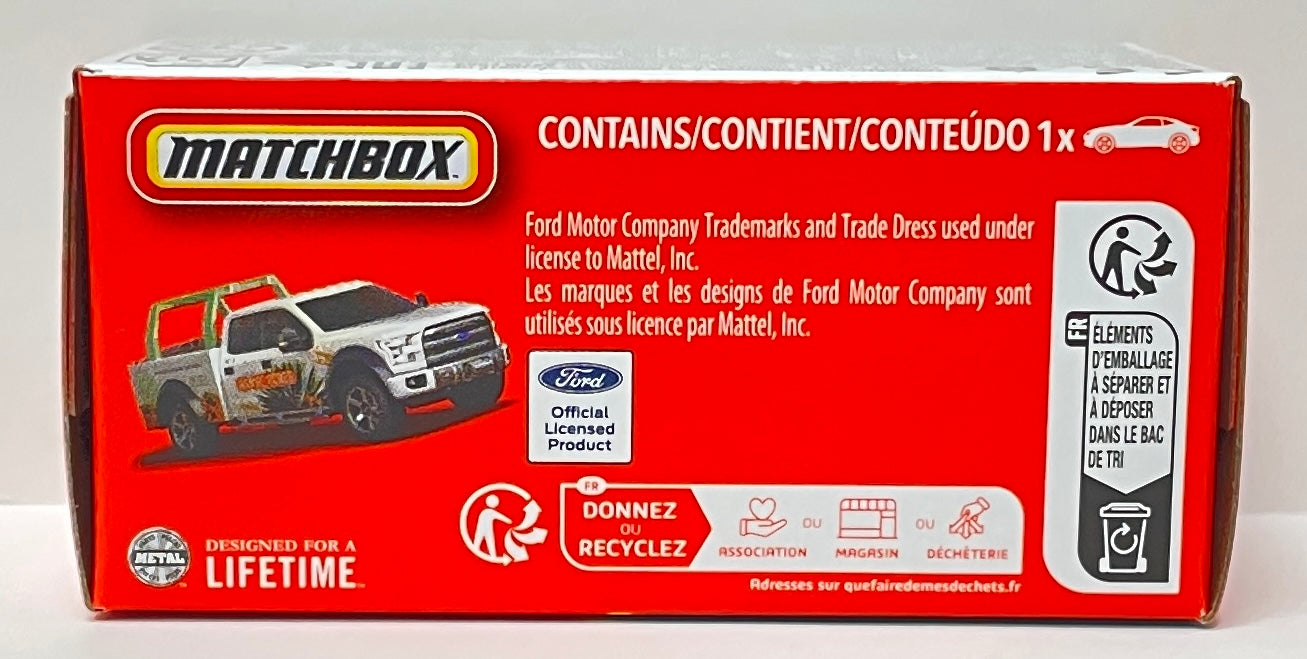 MATCHBOX™
CONTAINS/CONTIENT/CONTEÚDO 1x
Ford Motor Company Trademarks and Trade Dress used under
license to Mattel, Inc.
Les marques et les designs de Ford Motor Company sont
utilisés sous licence par Mattel, Inc.
Ford
Official
Licensed
Product
FR
ÉLÉMENTS
D'EMBALLAGE
À SÉPARER ET
À DÉPOSER
DANS LE BAC
DE TRI
FR
DONNEZ
OU
RECYCLEZ
ASSOCIATION OU MAGASIN OU DÉCHÈTERIE
Adresses sur quefairedemesdechets.fr
METAL
DESIGNED FOR A
LIFETIME™